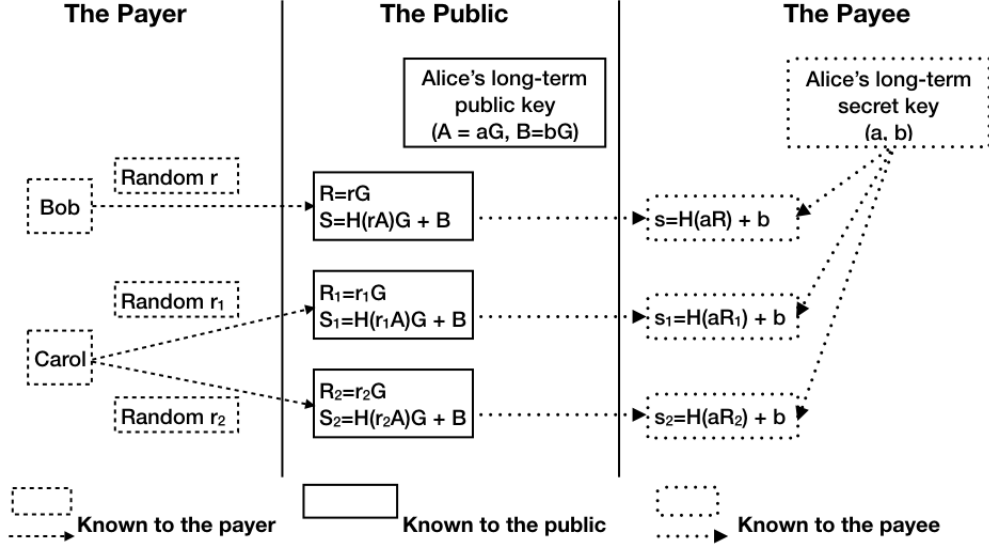 The Payer
The Public
The Payee
Alice's long-term
public key
(A = aG, B=bG)
Alice's long-term
secret key
(a, b)
Bob
Random r
R=rG
S=H(rA)G + B
s=H(aR) + b
Carol
Random r₁
R₁=r₁G
S₁=H(r₁A)G + B
s₁=H(aR₁) + b
Random r₂
R₂=r₂G
S₂=H(r₂A)G + B
s₂=H(aR₂) + b
Known to the payer
Known to the public
Known to the payee